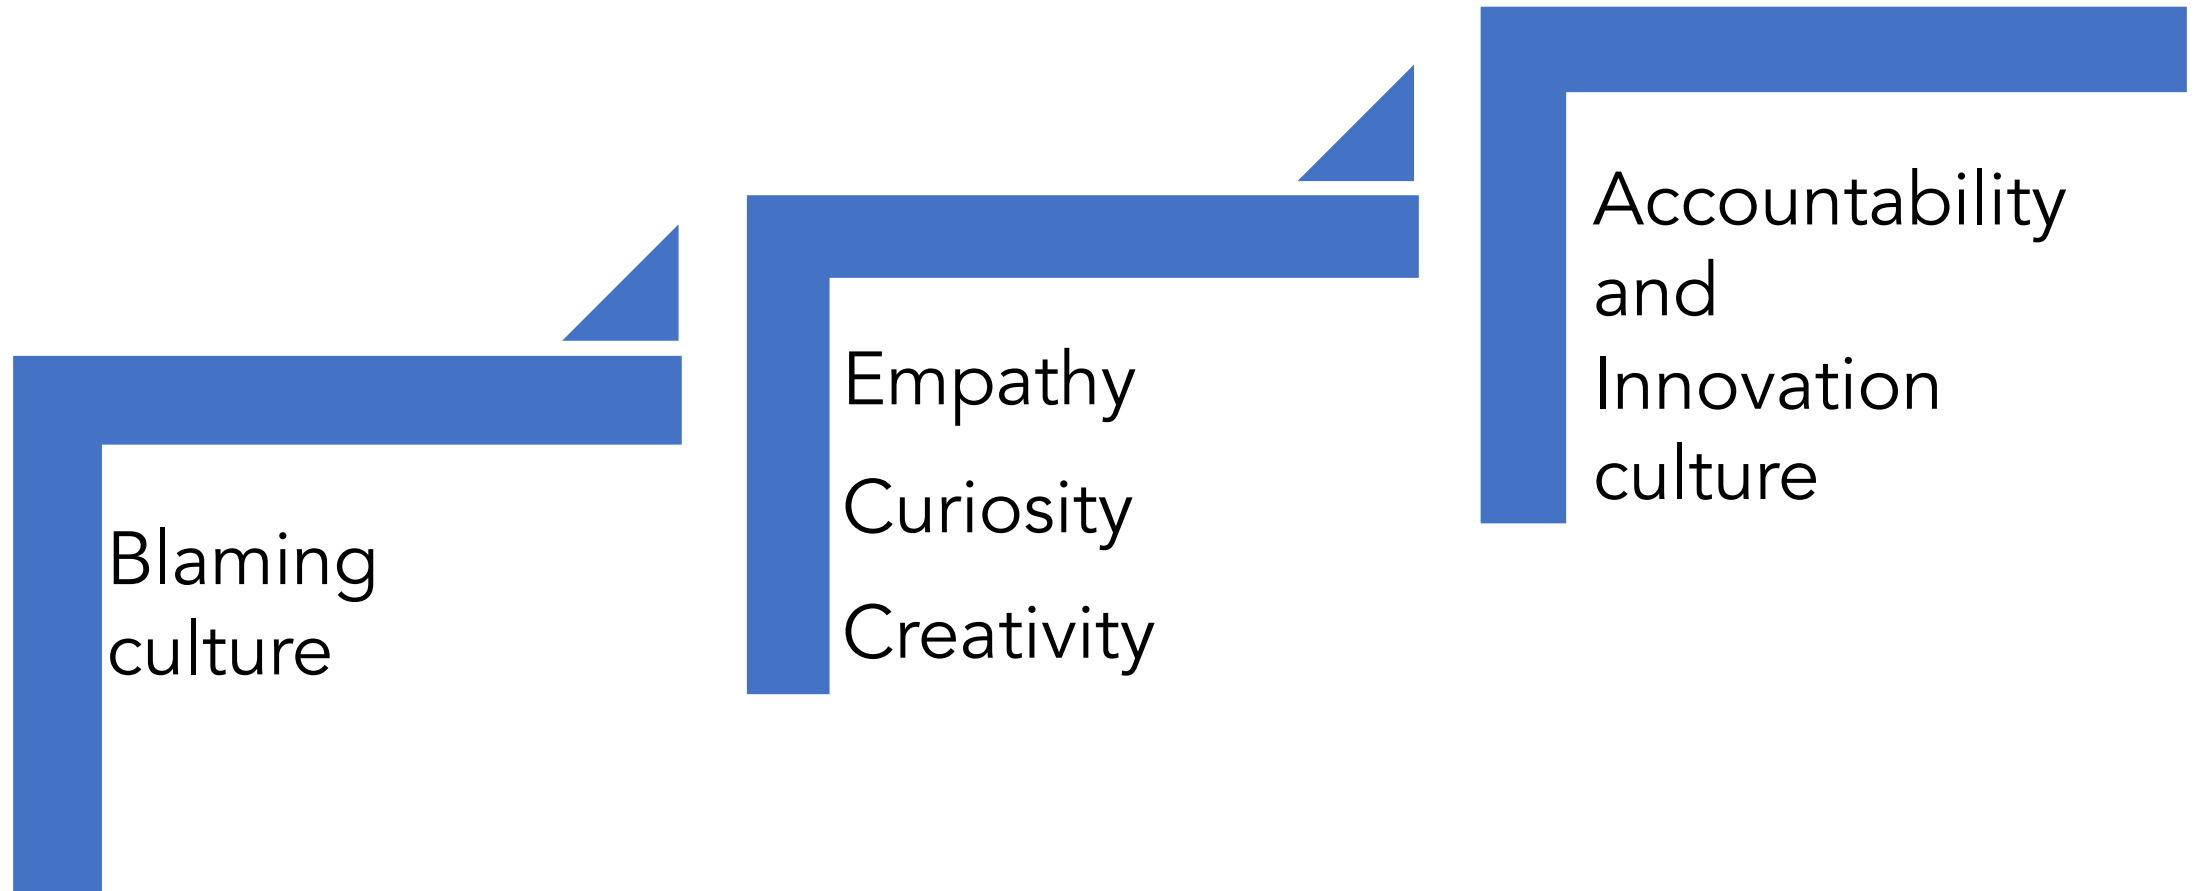 Blaming
culture
Empathy
Curiosity
Creativity
Accountability
and
Innovation
culture